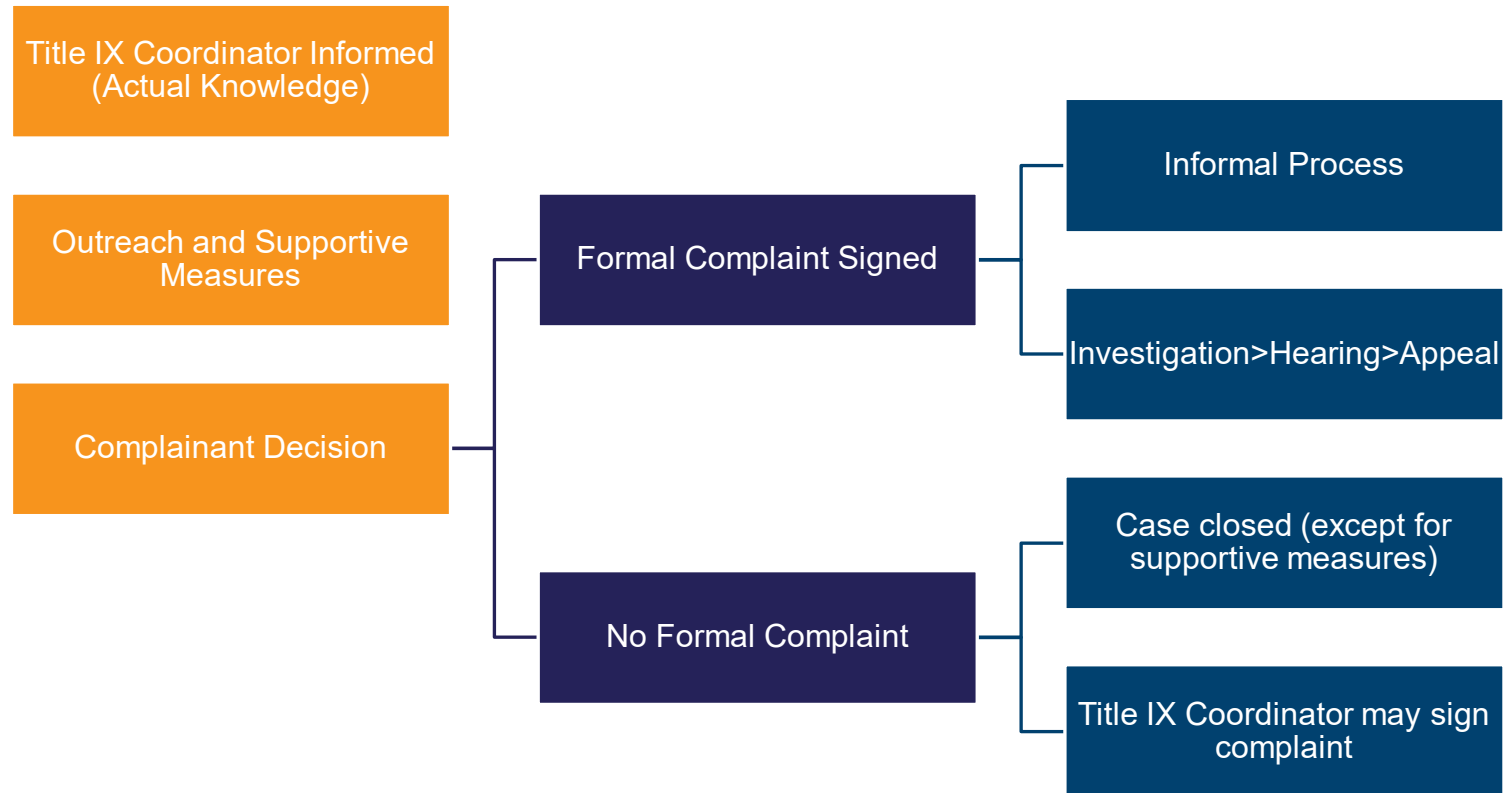 Title IX Coordinator Informed
(Actual Knowledge)
Outreach and Supportive
Measures
Complainant Decision
Formal Complaint Signed
No Formal Complaint
Informal Process
Investigation>Hearing>Appeal
Case closed (except for
supportive measures)
Title IX Coordinator may sign
complaint